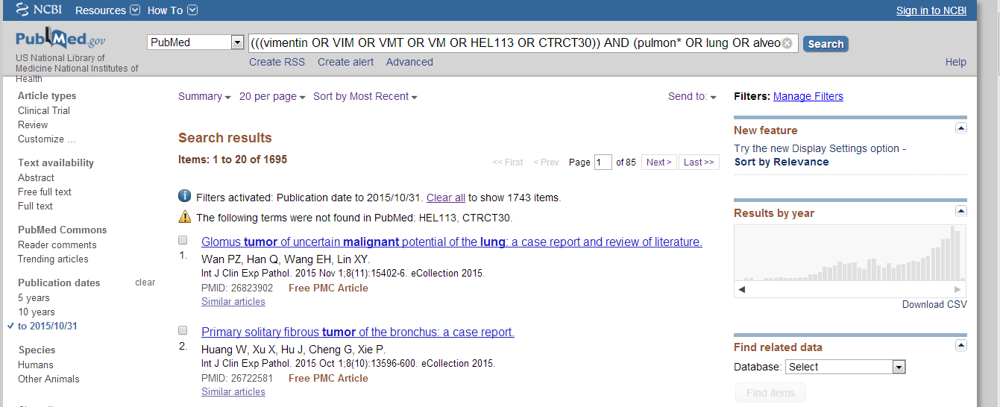 NCBI Resources How To Sign in to NCBI
PubMed.gov
US National Library of
Medicine National Institutes of
Health
PubMed
(((vimentin OR VIM OR VMT OR VM OR HEL113 OR CTRCT30)) AND (pulmon* OR lung OR alveo
Search
Create RSS Create alert Advanced
Help
Article types
Clinical Trial
Review
Customize ...
Text availability
Abstract
Free full text
Full text
PubMed Commons
Reader comments
Trending articles
Publication dates clear
5 years
10 years
to 2015/10/31
Species
Humans
Other Animals
Summary 20 per page Sort by Most Recent Send to:
Search results
Items: 1 to 20 of 1695
<< First < Prev Page 1 of 85 Next > Last >>
Filters activated: Publication date to 2015/10/31. Clear all to show 1743 items.
The following terms were not found in PubMed: HEL113, CTRCT30.
Glomus tumor of uncertain malignant potential of the lung: a case report and review of literature.
1.
Wan PZ, Han Q, Wang EH, Lin XY.
Int J Clin Exp Pathol. 2015 Nov 1;8(11):15402-6. eCollection 2015.
PMID: 26823902 Free PMC Article
Similar articles
Primary solitary fibrous tumor of the bronchus: a case report.
2.
Huang W, Xu X, Hu J, Cheng G, Xie P.
Int J Clin Exp Pathol. 2015 Oct 1;8(10):13596-600. eCollection 2015.
PMID: 26722581 Free PMC Article
Similar articles
Filters: Manage Filters
New feature
Try the new Display Settings option -
Sort by Relevance
Results by year
Download CSV
Find related data
Database: Select
Find items